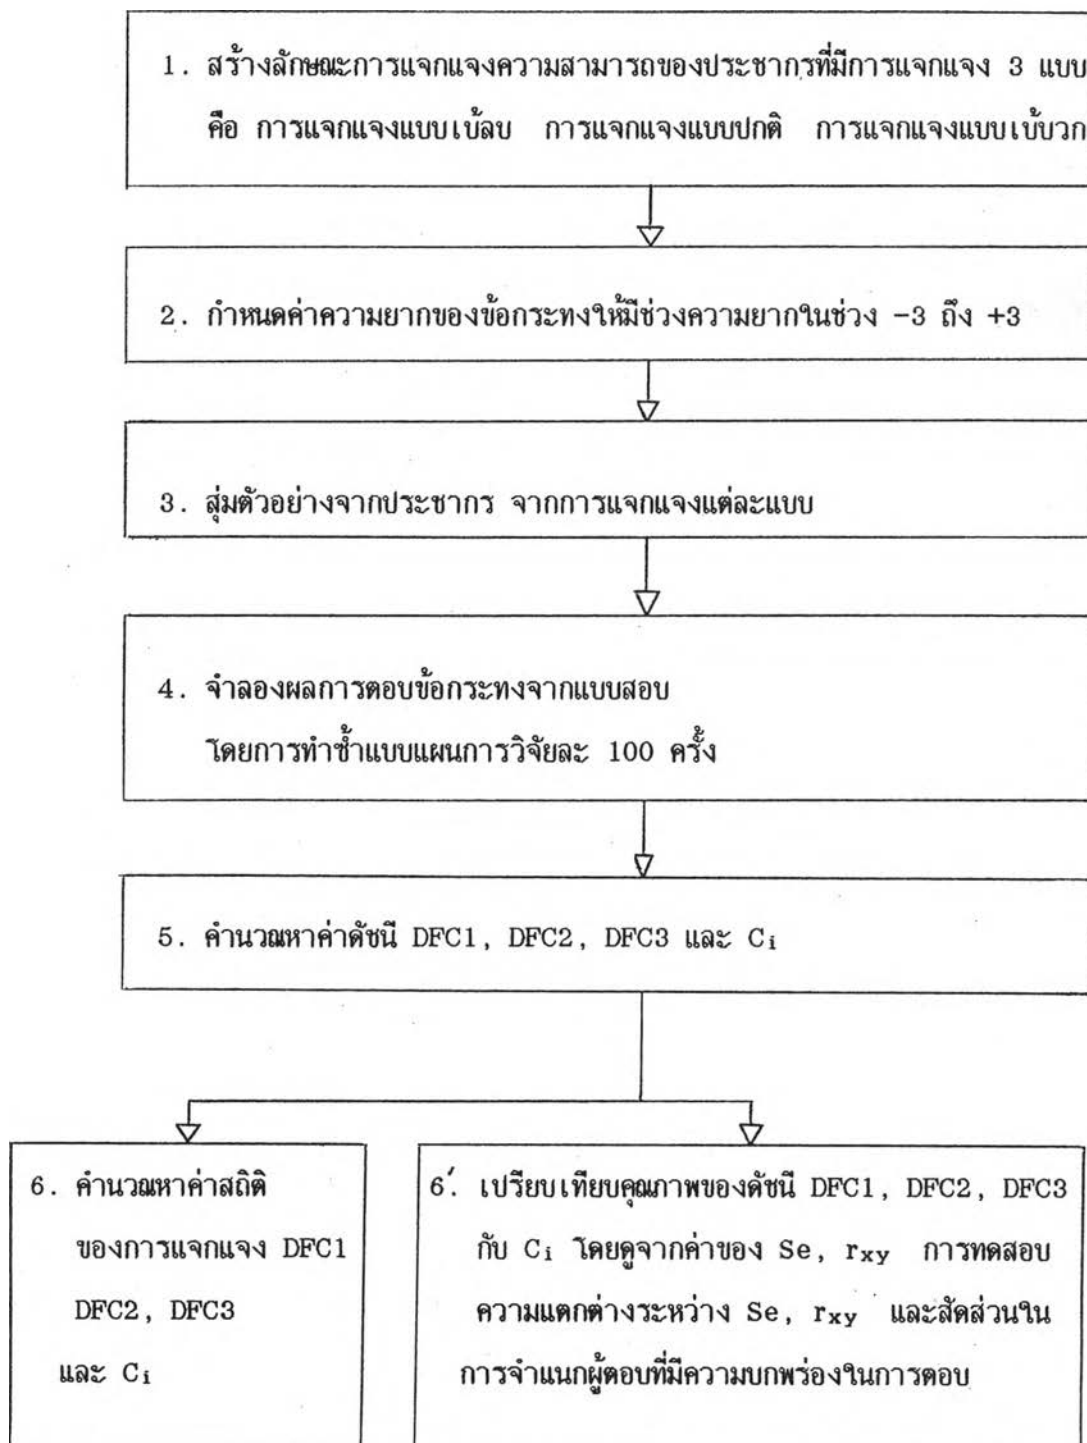 1. สร้างลักษณะการแจกแจงความสามารถของประชากรที่มีการแจกแจง 3 แบบ
คือ การแจกแจงแบบเบ้ลบ การแจกแจงแบบปกติ การแจกแจงแบบเบ้บวก
2. กำหนดค่าความยากของข้อกระทงให้มีช่วงความยากในช่วง -3 ถึง +3
3. สุ่มตัวอย่างจากประชากร จากการแจกแจงแต่ละแบบ
4. จำลองผลการตอบข้อกระทงจากแบบสอบ
โดยการทำซ้ำแบบแผนการวิจัยละ 100 ครั้ง
5. คำนวณหาค่าดัชนี DFC1, DFC2, DFC3 และ Ci
6. คำนวณหาค่าสถิติ
ของการแจกแจง DFC1
DFC2, DFC3
และ Ci
6′. เปรียบเทียบคุณภาพของดัชนี DFC1, DFC2, DFC3
กับ Ci โดยดูจากค่าของ Se, rxy การทดสอบ
ความแตกต่างระหว่าง Se, rxy และสัดส่วนใน
การจำแนกผู้ตอบที่มีความบกพร่องในการตอบ